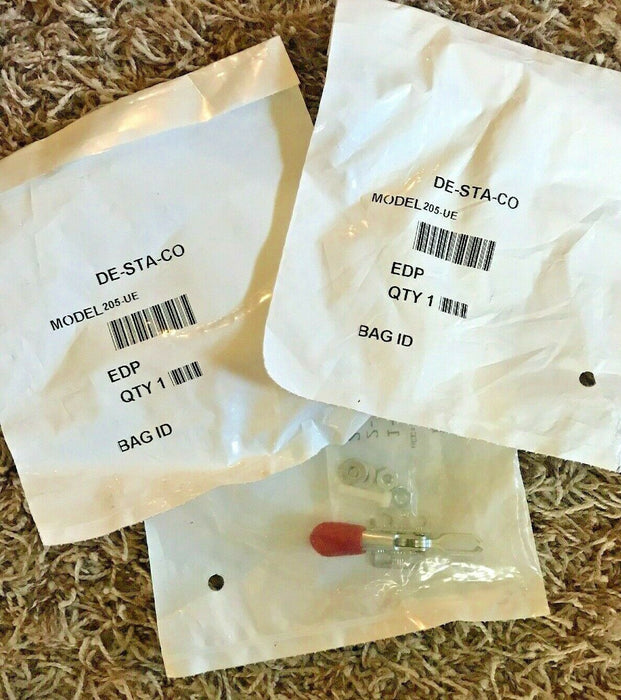 DE-STA-CO
MODEL 205-UE
EDP
QTY 1
BAG ID
DE-STA-CO
MODEL 205-UE
EDP
QTY 1
BAG ID